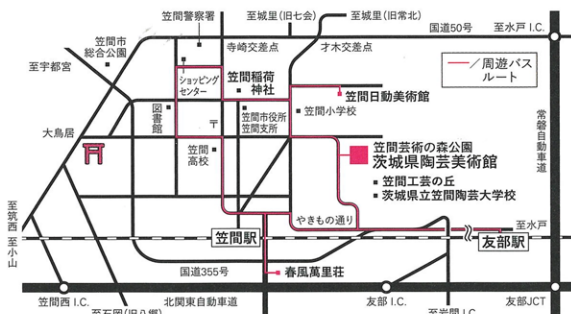 笠間警察署
至城里(旧七会)
至城里(旧常北)
国道50号
至水戸 I.C.
笠間市
総合公園
寺崎交差点
才木交差点
至宇都宮
ショッピング
センター
笠間稲荷
神社
━/周遊バス
ルート
笠間日動美術館
図書館
〒
笠間市役所
笠間支所
笠間小学校
大鳥居
笠間
高校
笠間芸術の森公園
茨城県陶芸美術館
笠間工芸の丘
茨城県立笠間陶芸大学校
常磐自動車道
至筑西
至小山
やきもの通り
至水戸
笠間駅
友部駅
国道355号
春風萬里荘
笠間西 I.C.
北関東自動車道
友部 I.C.
友部JCT
至石岡(旧八郷)
至岩間 I.C.